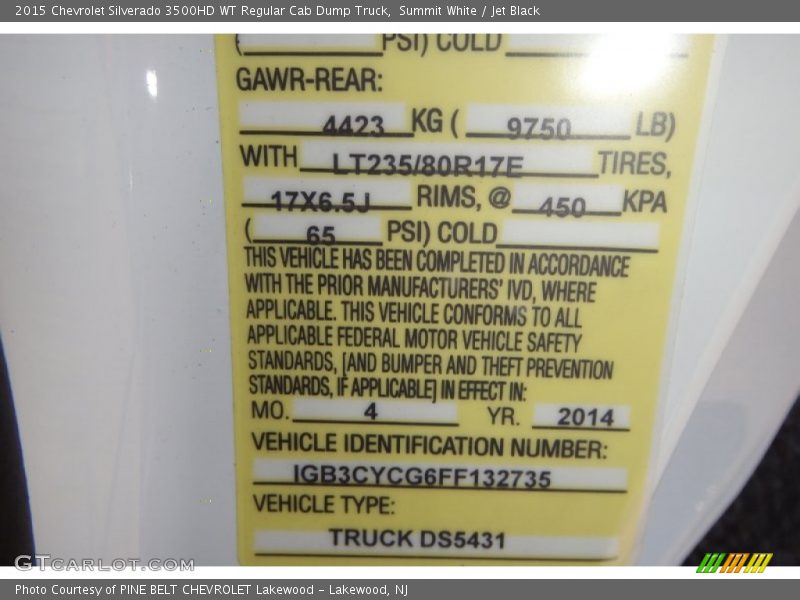 2015 Chevrolet Silverado 3500HD WT Regular Cab Dump Truck, Summit White / Jet Black
( PSI) COLD
GAWR-REAR:
4423 KG ( 9750 LB)
WITH LT235/80R17E TIRES,
17X6.5J RIMS, @ 450 KPA
( 65 PSI) COLD
THIS VEHICLE HAS BEEN COMPLETED IN ACCORDANCE
WITH THE PRIOR MANUFACTURERS' IVD, WHERE
APPLICABLE. THIS VEHICLE CONFORMS TO ALL
APPLICABLE FEDERAL MOTOR VEHICLE SAFETY
STANDARDS, [AND BUMPER AND THEFT PREVENTION
STANDARDS, IF APPLICABLE] IN EFFECT IN:
MO. 4 YR. 2014
VEHICLE IDENTIFICATION NUMBER:
IGB3CYCG6FF132735
VEHICLE TYPE:
TRUCK DS5431
GTcarlot.com
Photo Courtesy of PINE BELT CHEVROLET Lakewood - Lakewood, NJ